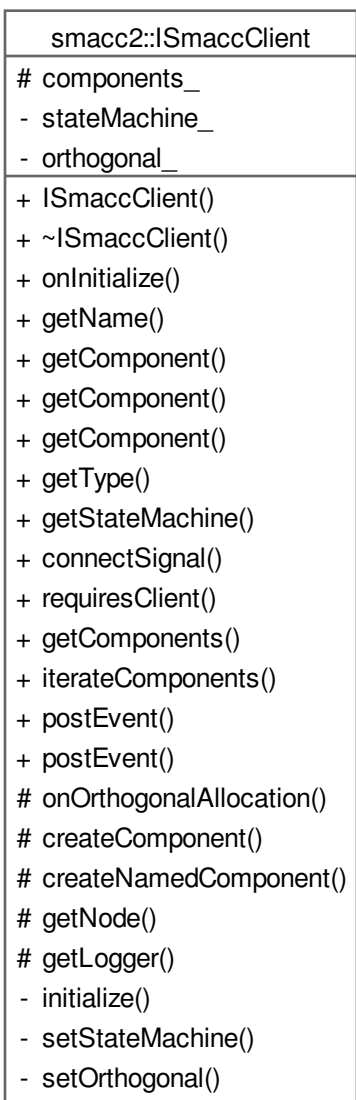 smacc2::ISmaccClient
# components_
- stateMachine_
- orthogonal_
+ ISmaccClient()
+ ~ISmaccClient()
+ onInitialize()
+ getName()
+ getComponent()
+ getComponent()
+ getComponent()
+ getType()
+ getStateMachine()
+ connectSignal()
+ requiresClient()
+ getComponents()
+ iterateComponents()
+ postEvent()
+ postEvent()
# onOrthogonalAllocation()
# createComponent()
# createNamedComponent()
# getNode()
# getLogger()
- initialize()
- setStateMachine()
- setOrthogonal()